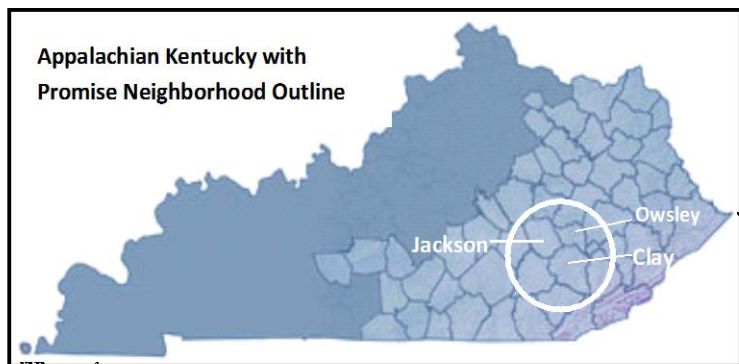 Appalachian Kentucky with
Promise Neighborhood Outline
Owsley
Jackson
Clay